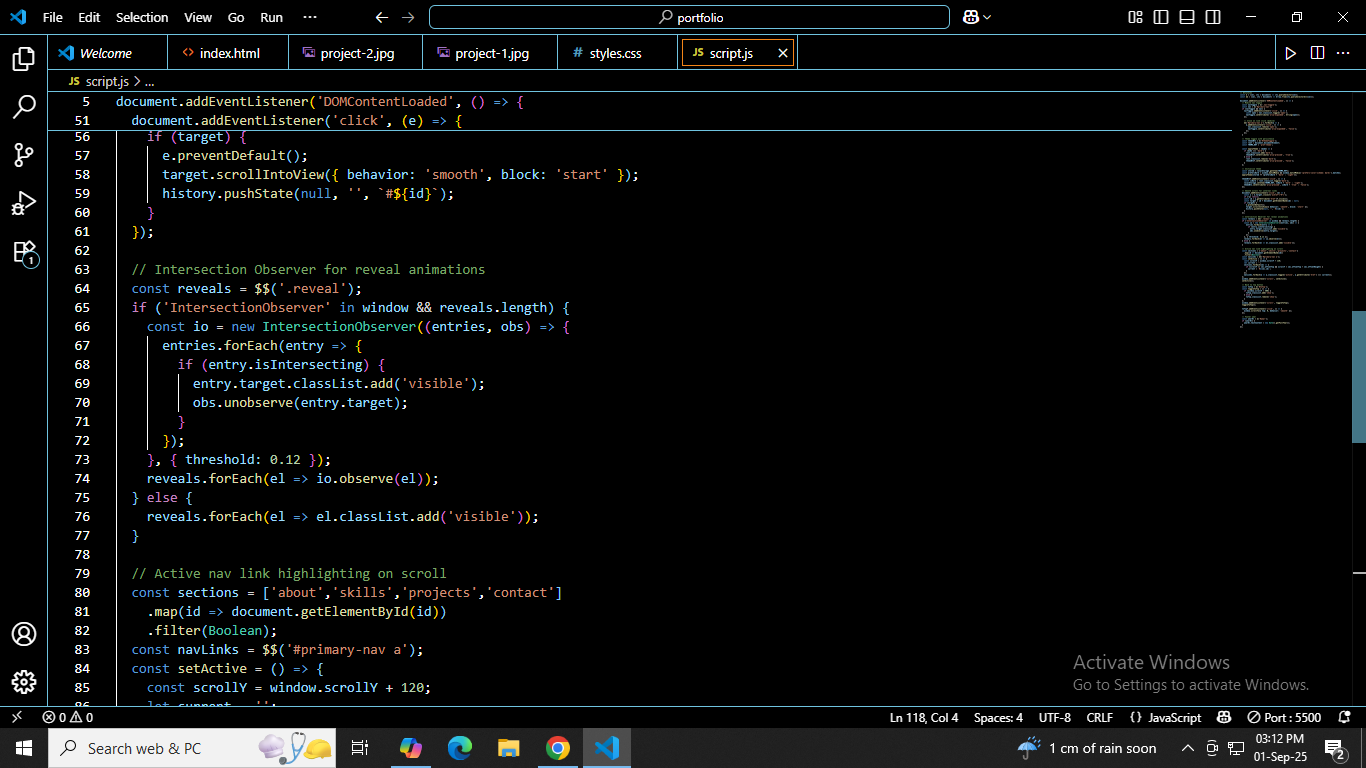 File Edit Selection View Go Run ··· portfolio
Welcome index.html project-2.jpg project-1.jpg styles.css JS script.js
JS script.js > ...
5 document.addEventListener('DOMContentLoaded', () => {
51 document.addEventListener('click', (e) => {
56 if (target) {
57 e.preventDefault();
58 target.scrollIntoView({ behavior: 'smooth', block: 'start' });
59 history.pushState(null, '', `#${id}`);
60 }
61 });
62
63 // Intersection Observer for reveal animations
64 const reveals = $$('.reveal');
65 if ('IntersectionObserver' in window && reveals.length) {
66 const io = new IntersectionObserver((entries, obs) => {
67 entries.forEach(entry => {
68 if (entry.isIntersecting) {
69 entry.target.classList.add('visible');
70 obs.unobserve(entry.target);
71 }
72 });
73 }, { threshold: 0.12 });
74 reveals.forEach(el => io.observe(el));
75 } else {
76 reveals.forEach(el => el.classList.add('visible'));
77 }
78
79 // Active nav link highlighting on scroll
80 const sections = ['about','skills','projects','contact']
81 .map(id => document.getElementById(id))
82 .filter(Boolean);
83 const navLinks = $$('#primary-nav a');
84 const setActive = () => {
85 const scrollY = window.scrollY + 120;
86 let current = '';
1
Activate Windows
Go to Settings to activate Windows.
0 0 Ln 118, Col 4 Spaces: 4 UTF-8 CRLF {} JavaScript Port : 5500
Search web & PC 1 cm of rain soon 03:12 PM
01-Sep-25 2